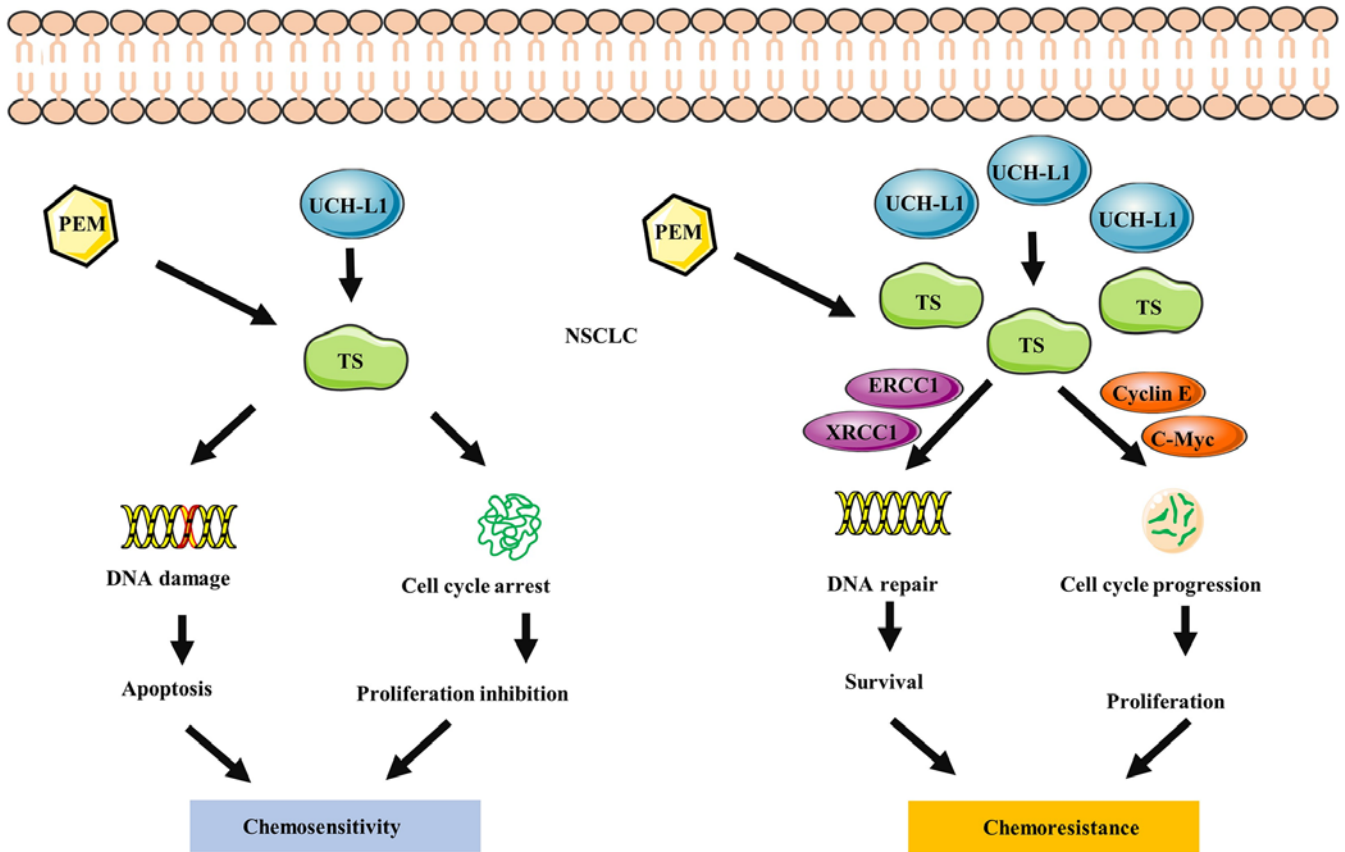 PEM
UCH-L1
TS
DNA damage
Cell cycle arrest
Apoptosis
Proliferation inhibition
Chemosensitivity
NSCLC
PEM
UCH-L1
UCH-L1
UCH-L1
TS
TS
TS
ERCC1
XRCC1
Cyclin E
C-Myc
DNA repair
Cell cycle progression
Survival
Proliferation
Chemoresistance